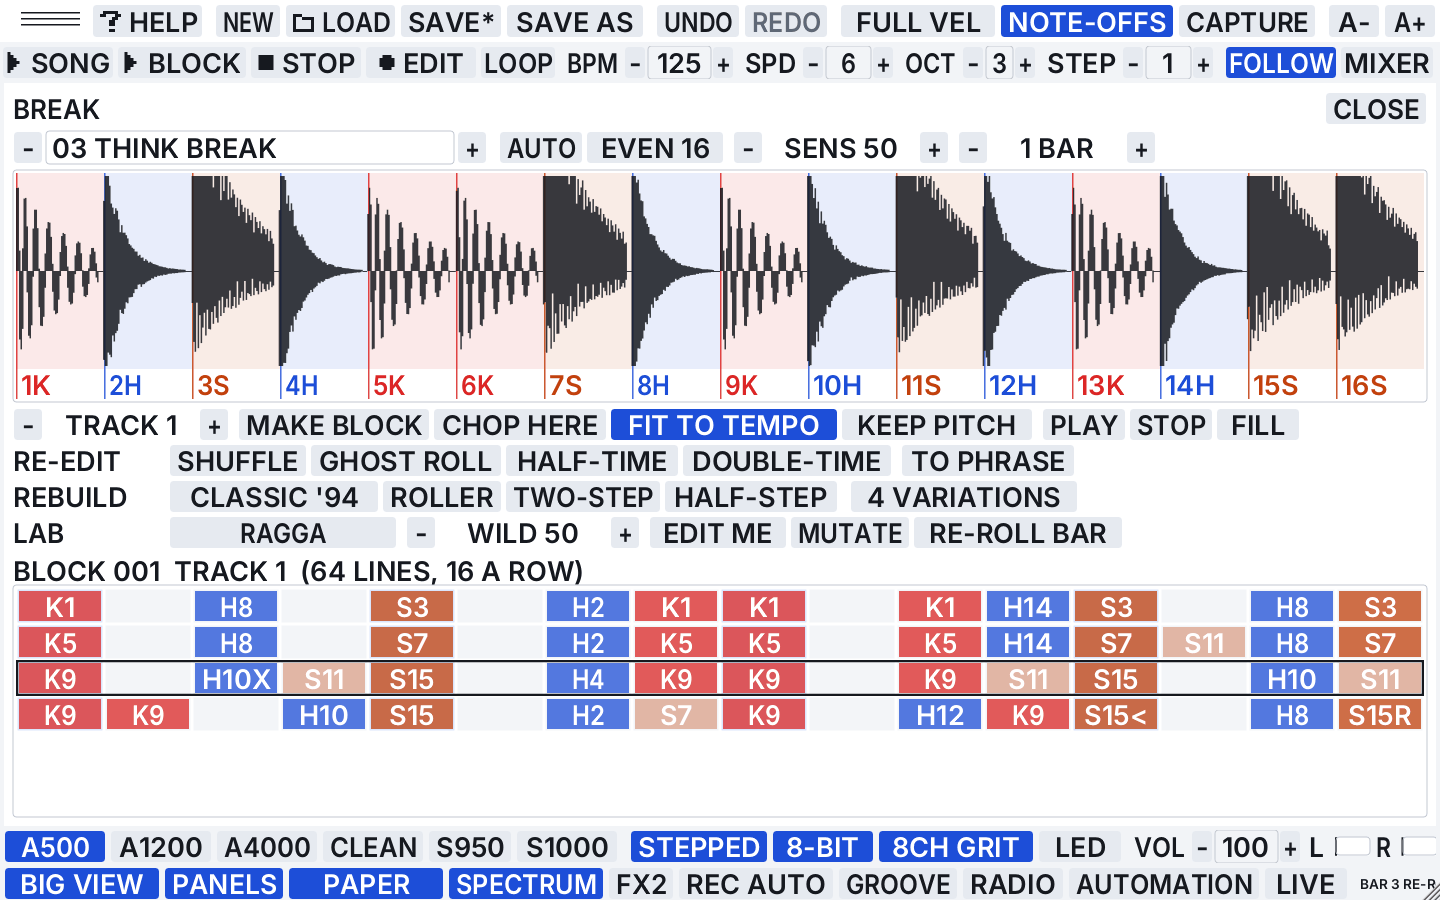 HELP NEW LOAD SAVE* SAVE AS UNDO REDO FULL VEL NOTE-OFFS CAPTURE A- A+
SONG BLOCK STOP EDIT LOOP BPM - 125 + SPD - 6 + OCT - 3 + STEP - 1 + FOLLOW MIXER
BREAK CLOSE
- 03 THINK BREAK + AUTO EVEN 16 - SENS 50 + - 1 BAR +
1K 2H 3S 4H 5K 6K 7S 8H 9K 10H 11S 12H 13K 14H 15S 16S
- TRACK 1 + MAKE BLOCK CHOP HERE FIT TO TEMPO KEEP PITCH PLAY STOP FILL
RE-EDIT SHUFFLE GHOST ROLL HALF-TIME DOUBLE-TIME TO PHRASE
REBUILD CLASSIC '94 ROLLER TWO-STEP HALF-STEP 4 VARIATIONS
LAB RAGGA - WILD 50 + EDIT ME MUTATE RE-ROLL BAR
BLOCK 001 TRACK 1 (64 LINES, 16 A ROW)
K1 H8 S3 H2 K1 K1 K1 H14 S3 H8 S3
K5 H8 S7 H2 K5 K5 K5 H14 S7 S11 H8 S7
K9 H10X S11 S15 H4 K9 K9 K9 S11 S15 H10 S11
K9 K9 H10 S15 H2 S7 K9 H12 K9 S15< H8 S15R
A500 A1200 A4000 CLEAN S950 S1000 STEPPED 8-BIT 8CH GRIT LED VOL - 100 + L R
BIG VIEW PANELS PAPER SPECTRUM FX2 REC AUTO GROOVE RADIO AUTOMATION LIVE BAR 3 RE-R